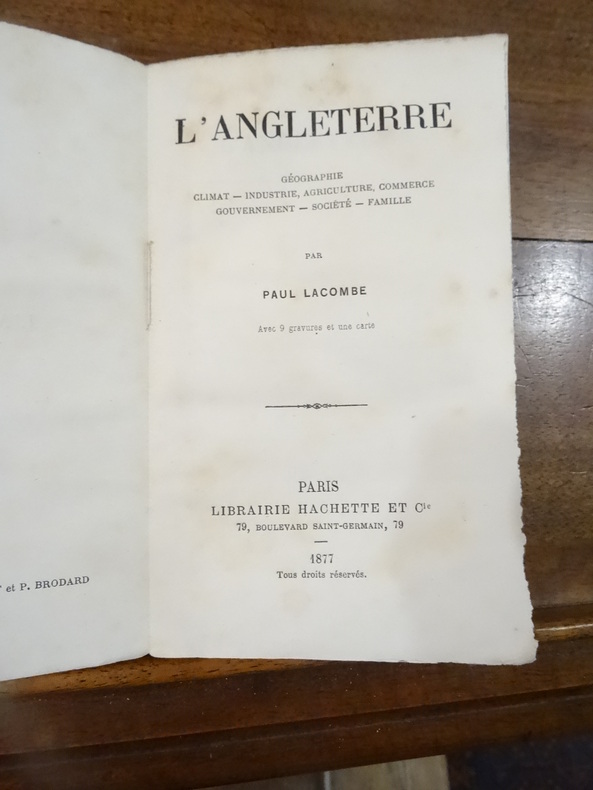 et P. BRODARD
L'ANGLETERRE
GÉOGRAPHIE
CLIMAT — INDUSTRIE, AGRICULTURE, COMMERCE
GOUVERNEMENT — SOCIÉTÉ — FAMILLE
PAR
PAUL LACOMBE
Avec 9 gravures et une carte
PARIS
LIBRAIRIE HACHETTE ET Cie
79, BOULEVARD SAINT-GERMAIN, 79
1877
Tous droits réservés.